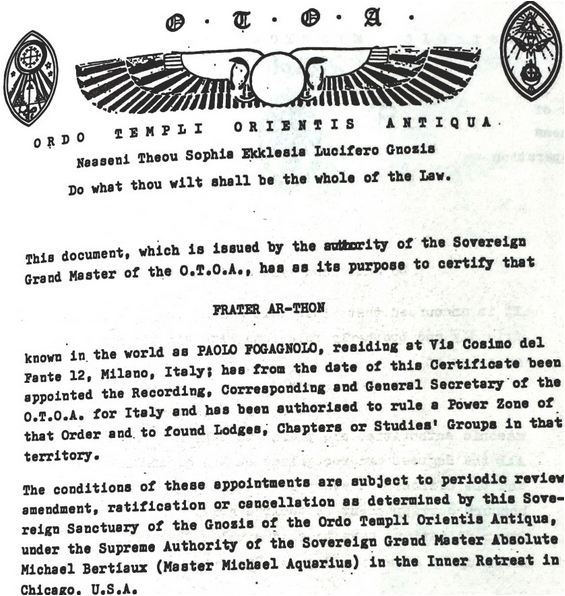 O. T. O. A.
ORDO TEMPLI ORIENTIS ANTIQUA.
Naaseni Theou Sophia Ekklesia Lucifero Gnozis
Do what thou wilt shall be the whole of the Law.
This document, which is issued by the authority of the Sovereign
Grand Master of the O.T.O.A., has as its purpose to certify that
FRATER AR-THON
known in the world as PAOLO FOGAGNOLO, residing at Via Cosimo del
Fante 12, Milano, Italy; has from the date of this Certificate been
appointed the Recording, Corresponding and General Secretary of the
O.T.O.A. for Italy and has been authorised to rule a Power Zone of
that Order and to found Lodges, Chapters or Studies' Groups in that
territory.
The conditions of these appointments are subject to periodic review
amendment, ratification or cancellation as determined by this Sove-
reign Sanctuary of the Gnosis of the Ordo Templi Orientis Antiqua,
under the Supreme Authority of the Sovereign Grand Master Absolute
Michael Bertiaux (Master Michael Aquarius) in the Inner Retreat in
Chicago, U.S.A.